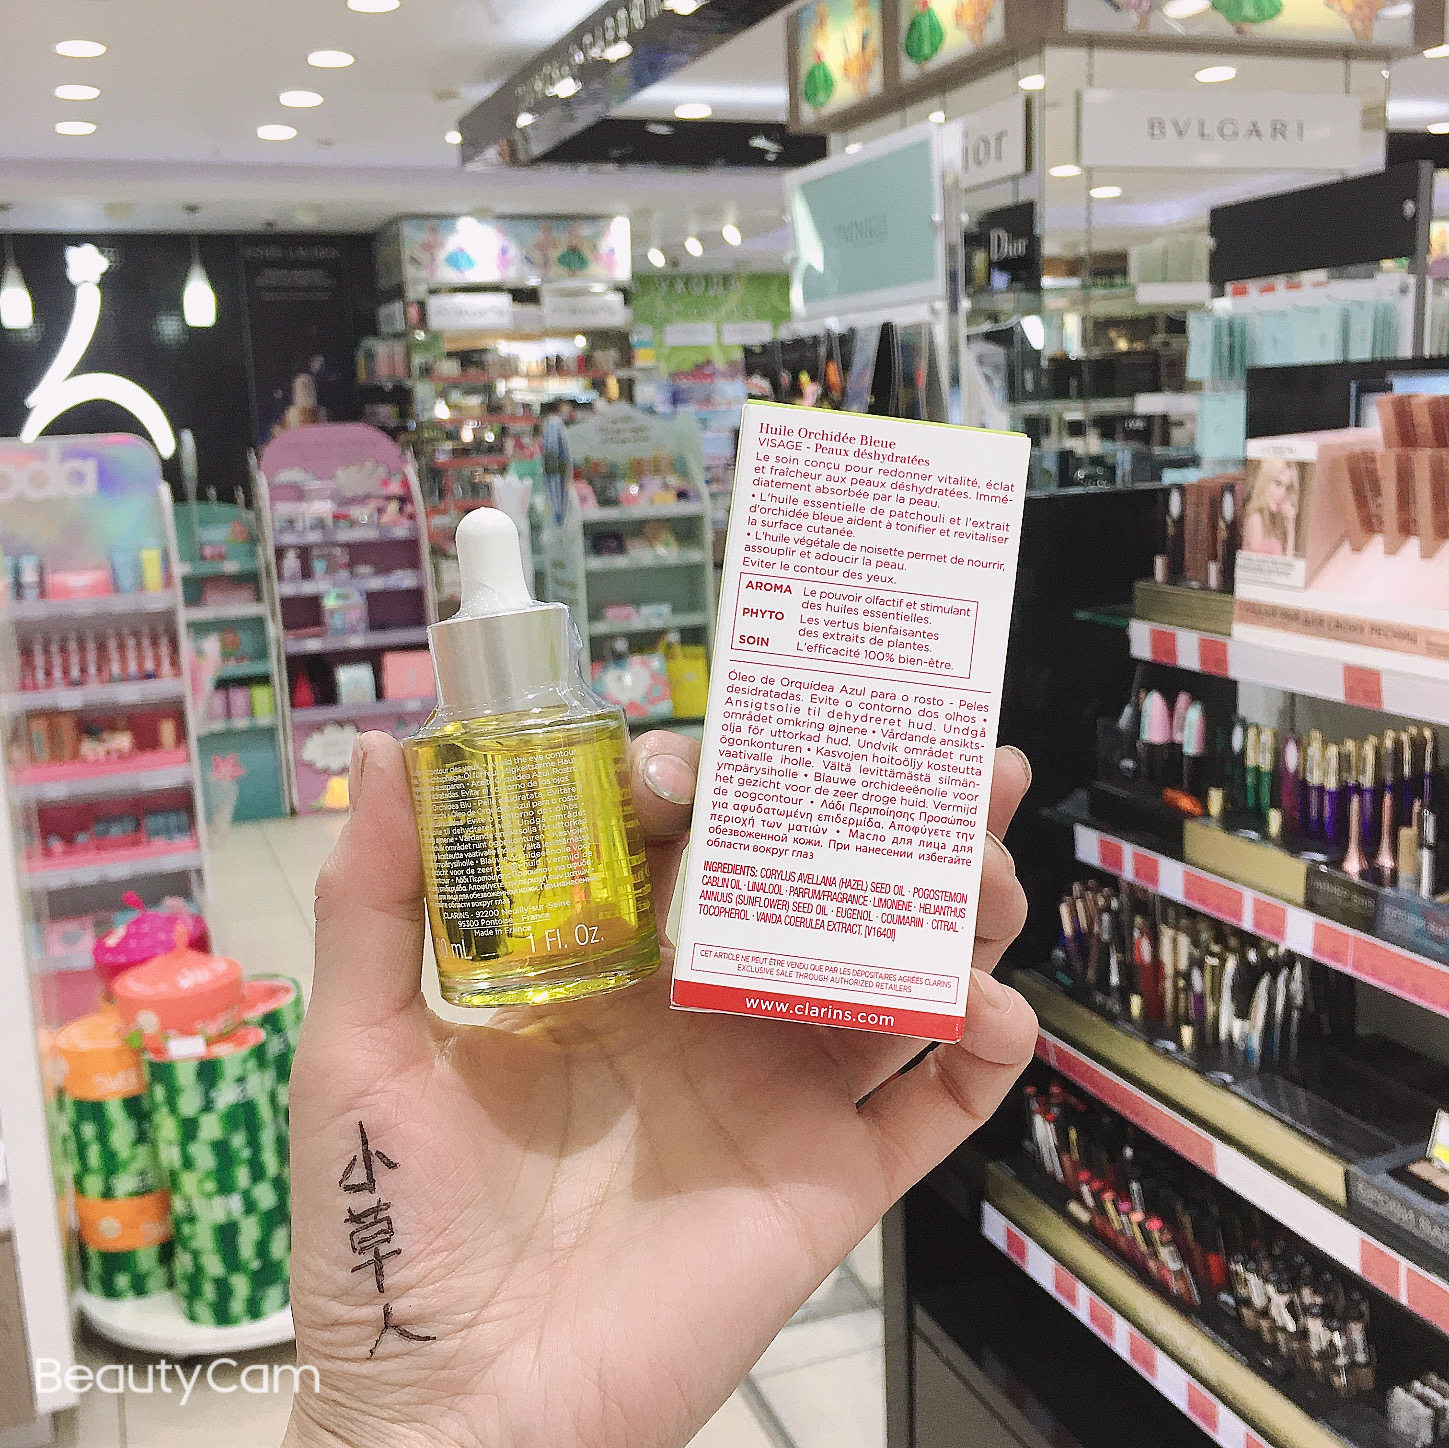 BVLGARI
Dior
УХОДА
Huile Orchidée Bleue
VISAGE - Peaux déshydratées
Le soin conçu pour redonner vitalité, éclat
et fraîcheur aux peaux déshydratées. Immé-
diatement absorbée par la peau.
• L'huile essentielle de patchouli et l'extrait
d'orchidée bleue aident à tonifier et revitaliser
la surface cutanée.
• L'huile végétale de noisette permet de nourrir,
assouplir et adoucir la peau.
Eviter le contour des yeux.
AROMA Le pouvoir olfactif et stimulant
des huiles essentielles.
PHYTO Les vertus bienfaisantes
des extraits de plantes.
SOIN L'efficacité 100% bien-être.
Óleo de Orquídea Azul para o rosto - Peles
desidratadas. Evite o contorno dos olhos •
Ansigtsolie til dehydreret hud. Undgå
området omkring øjnene • Vårdande ansikts-
olja för uttorkad hud. Undvik området runt
ögonkonturen • Kasvojen hoitoöljy kosteutta
vaativalle iholle. Vältä levittämästä silmän-
ympärysiholle • Blauwe orchideeënolie voor
het gezicht voor de zeer droge huid. Vermijd
de oogcontour • Λάδι Περιποίησης Προσώπου
για αφυδατωμένη επιδερμίδα. Αποφύγετε την
περιοχή των ματιών • Масло для лица для
обезвоженной кожи. При нанесении избегайте
области вокруг глаз
INGREDIENTS: CORYLUS AVELLANA (HAZEL) SEED OIL · POGOSTEMON
CABLIN OIL · LINALOOL · PARFUM/FRAGRANCE · LIMONENE · HELIANTHUS
ANNUUS (SUNFLOWER) SEED OIL · EUGENOL · COUMARIN · CITRAL ·
TOCOPHEROL · VANDA COERULEA EXTRACT. [V1640I]
CET ARTICLE NE PEUT ÊTRE VENDU QUE PAR LES DEPOSITAIRES AGRÉÉS CLARINS
EXCLUSIVE SALE THROUGH AUTHORIZED RETAILERS
www.clarins.com
CLARINS - 92200 Neuilly-sur-Seine
95300 Pontoise - France
Made in France
ml 1 Fl. Oz.
小草人
BeautyCam